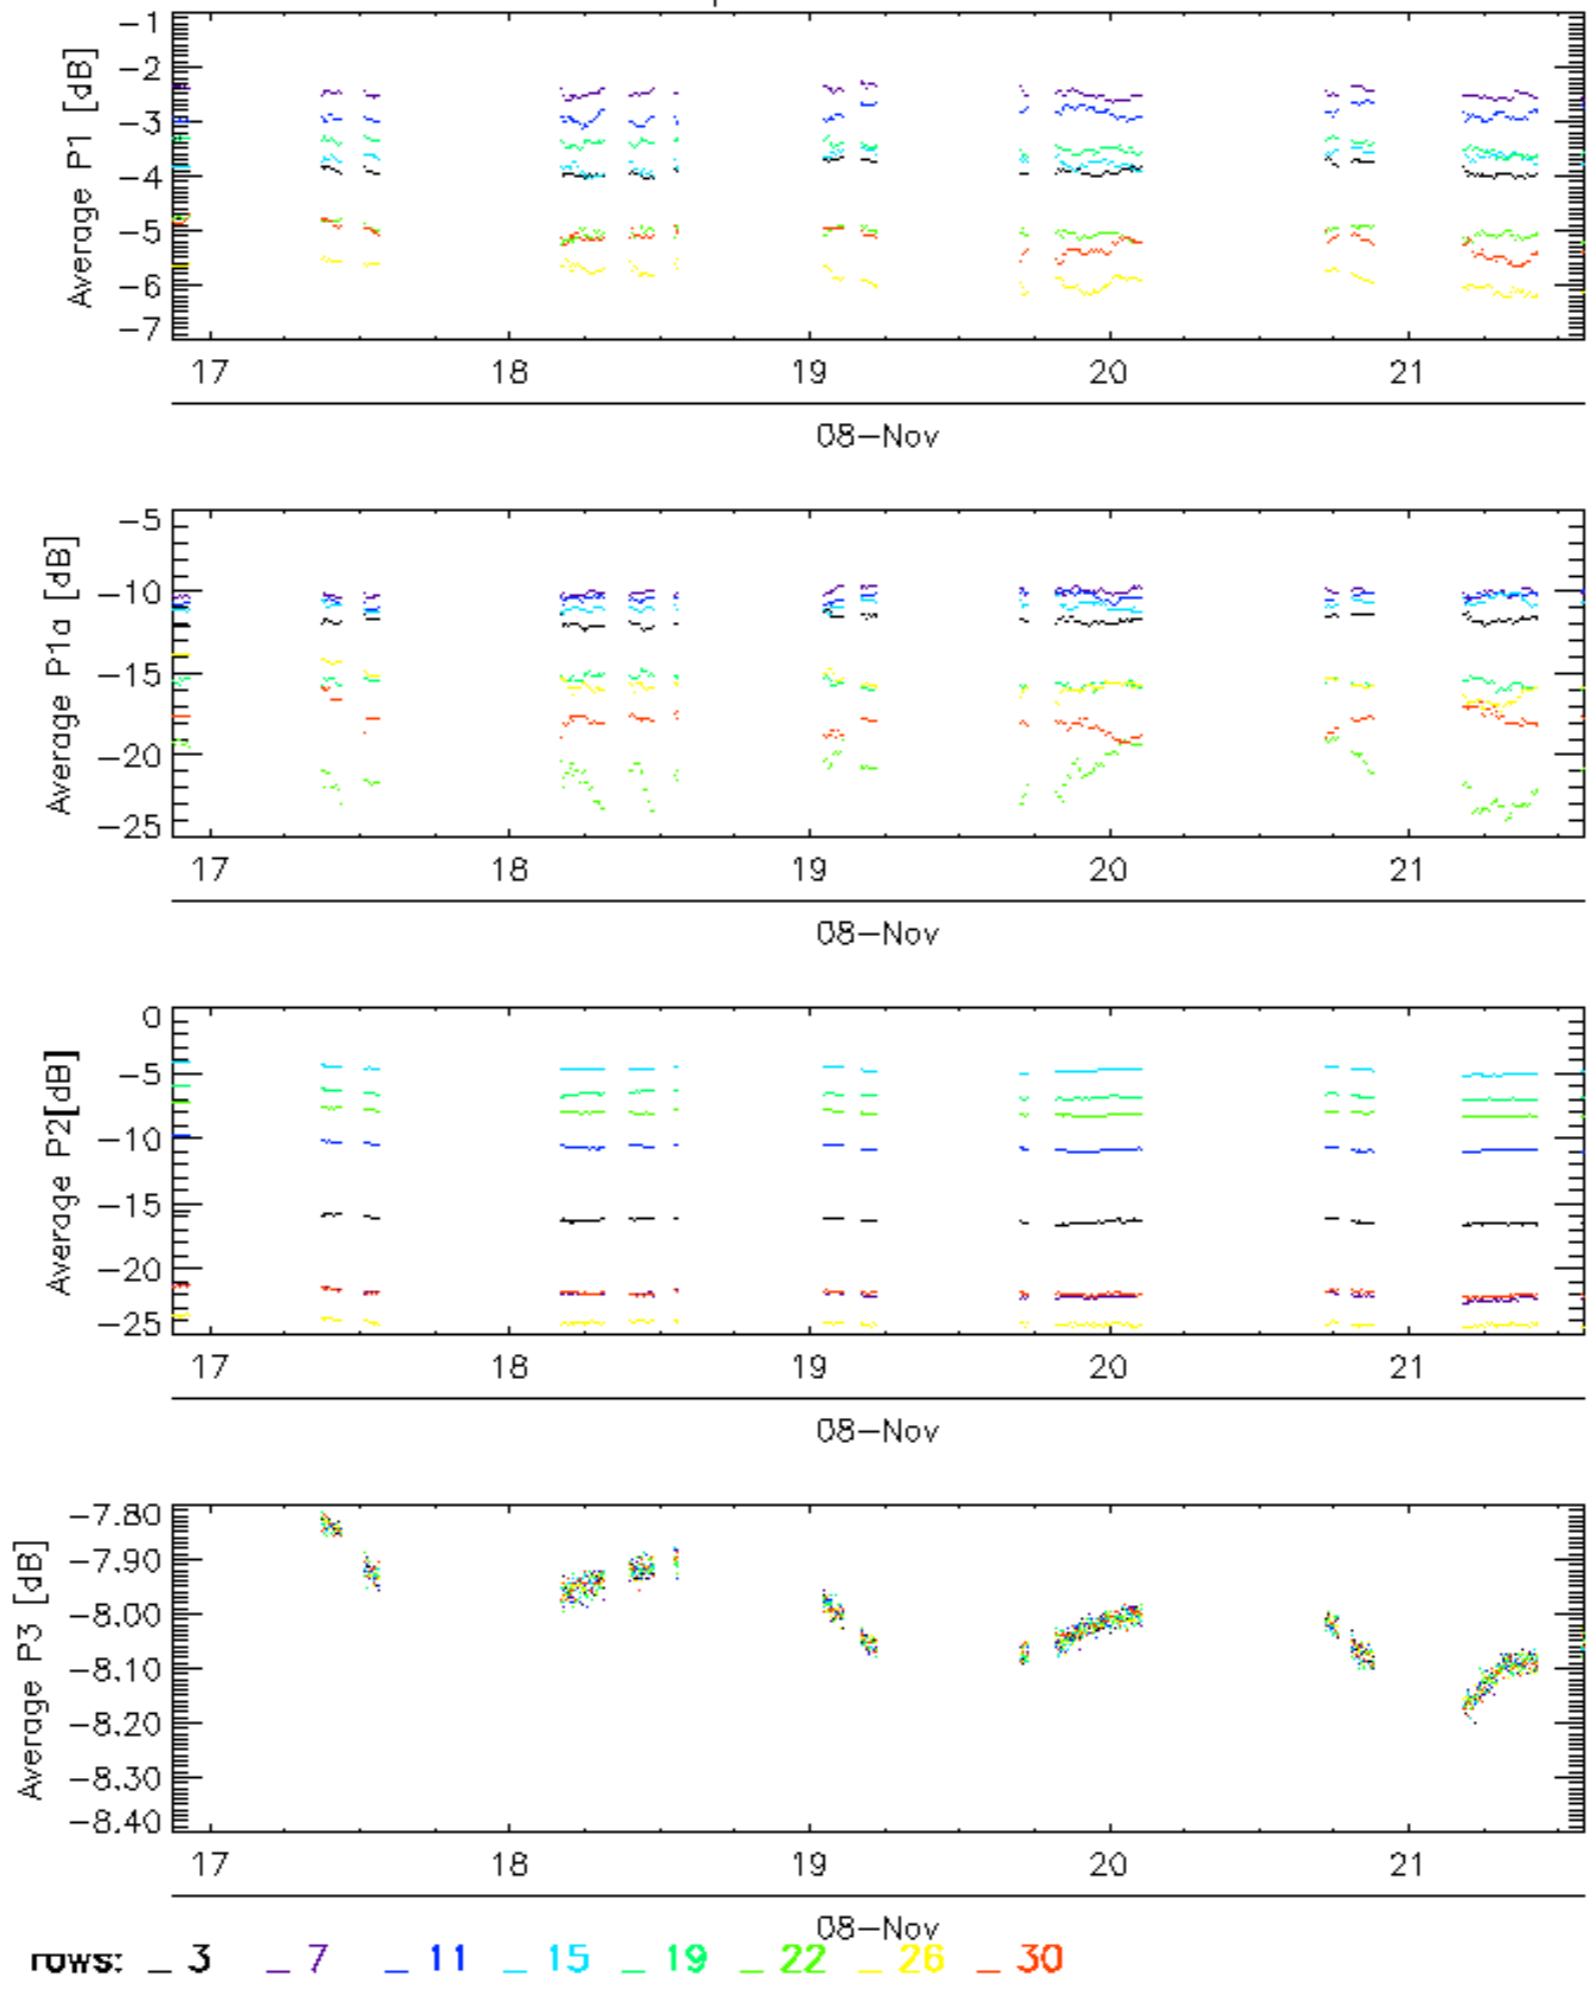 Average P1 [dB]
−1
−2
−3
−4
−5
−6
−7
17 18 19 20 21
08−Nov
Average P1a [dB]
−5
−10
−15
−20
−25
17 18 19 20 21
08−Nov
Average P2[dB]
0
−5
−10
−15
−20
−25
17 18 19 20 21
08−Nov
Average P3 [dB]
−7.80
−7.90
−8.00
−8.10
−8.20
−8.30
−8.40
17 18 19 20 21
08−Nov
rows: _ 3 _ 7 _ 11 _ 15 _ 19 _ 22 _ 26 _ 30